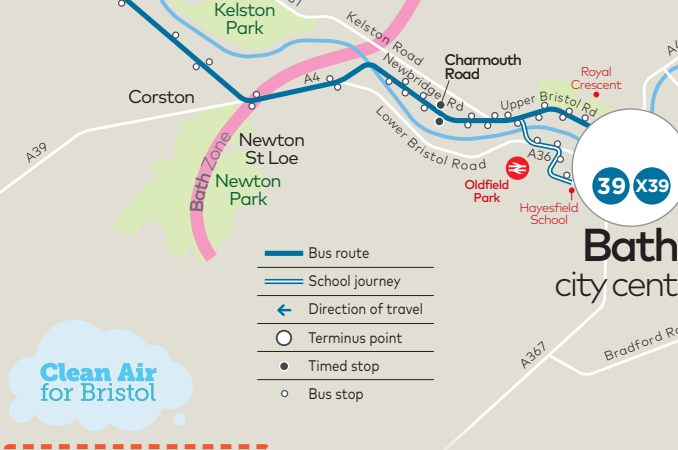 Kelston
Park
Kelston Road
Charmouth
Road
Newbridge Rd
A4
Royal
Crescent
Upper Bristol Rd
Corston
Lower Bristol Road
A36
A39
Newton
St Loe
Bath Zone
Newton
Park
Oldfield
Park
39
X39
Hayesfield
School
Bath
city cent
Bus route
School journey
Direction of travel
Terminus point
Timed stop
Bus stop
A367
Bradford Ro
Clean Air
for Bristol